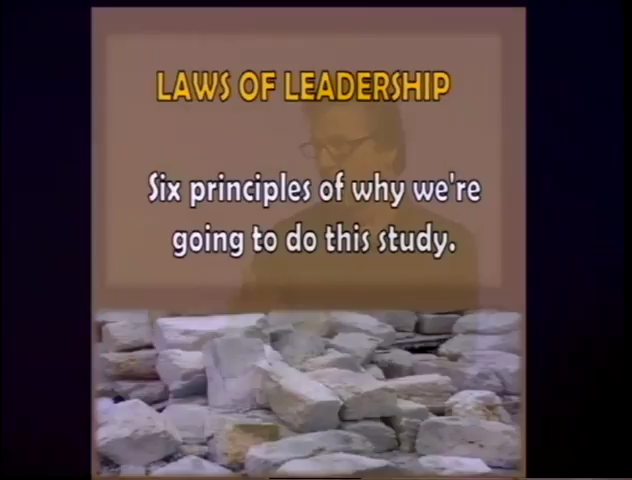 LAWS OF LEADERSHIP
Six principles of why we're
going to do this study.